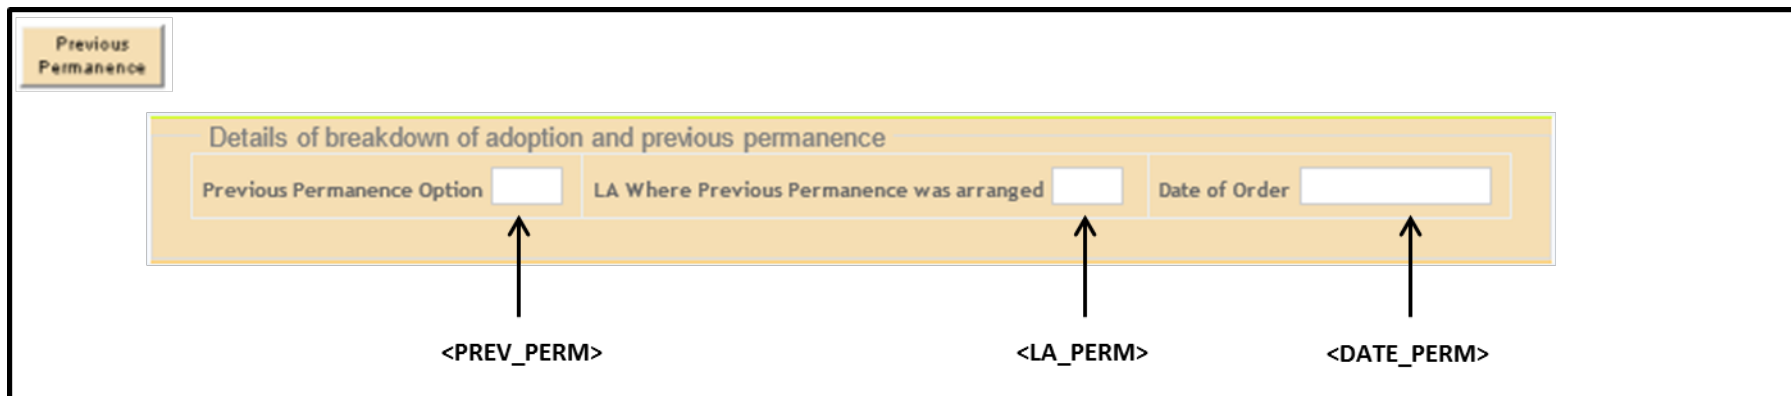 Previous
Permanence
Details of breakdown of adoption and previous permanence
Previous Permanence Option LA Where Previous Permanence was arranged Date of Order
<PREV_PERM> <LA_PERM> <DATE_PERM>